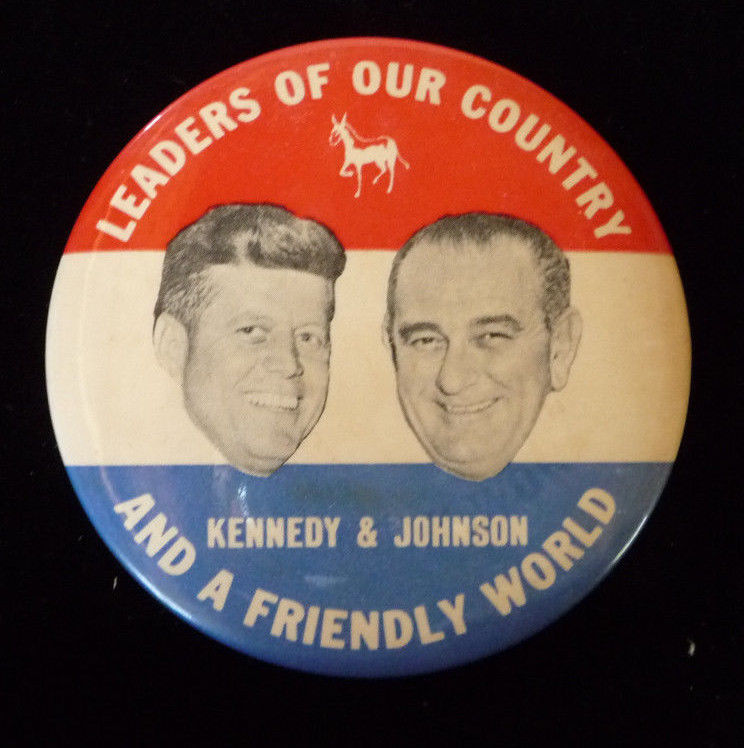 LEADERS OF OUR COUNTRY
KENNEDY & JOHNSON
AND A FRIENDLY WORLD